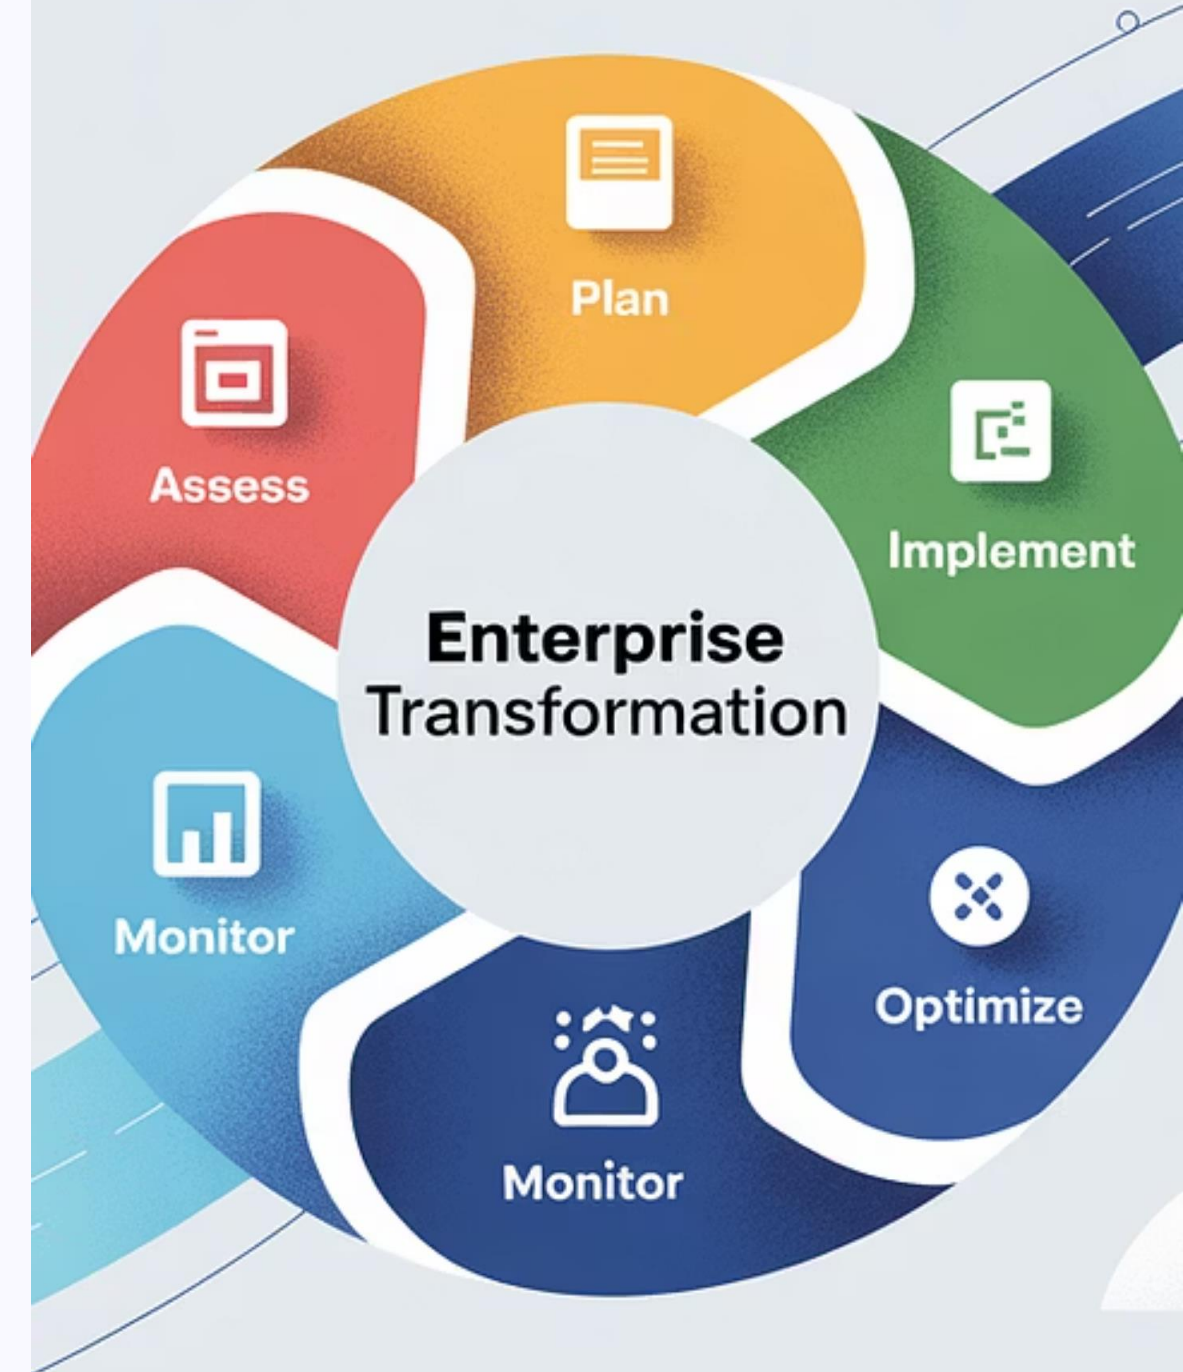 Plan
Assess
Implement
Enterprise
Transformation
Monitor
Optimize
Monitor